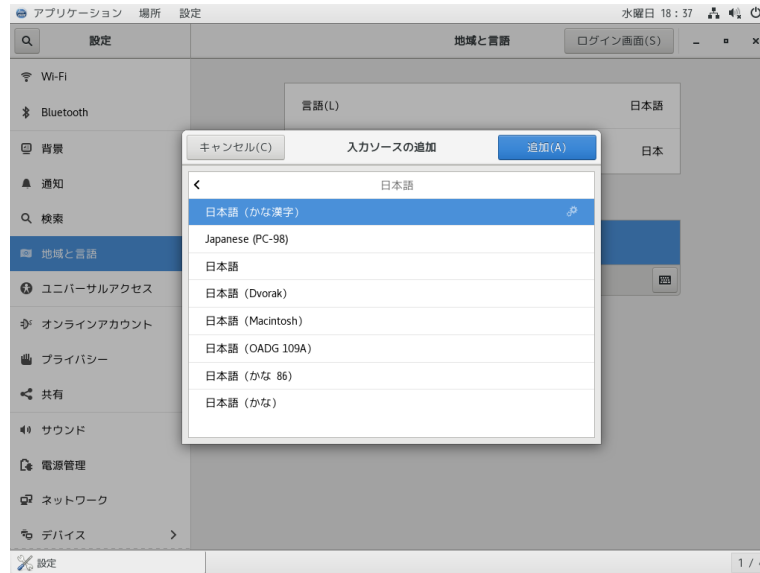 アプリケーション 場所 設定 水曜日 18：37
設定 地域と言語 ログイン画面(S)
Wi-Fi
Bluetooth
背景
通知
検索
地域と言語
ユニバーサルアクセス
オンラインアカウント
プライバシー
共有
サウンド
電源管理
ネットワーク
デバイス
言語(L) 日本語
日本
キャンセル(C) 入力ソースの追加 追加(A)
日本語
日本語（かな漢字）
Japanese (PC-98)
日本語
日本語（Dvorak）
日本語（Macintosh）
日本語（OADG 109A）
日本語（かな 86）
日本語（かな）
設定 1 /